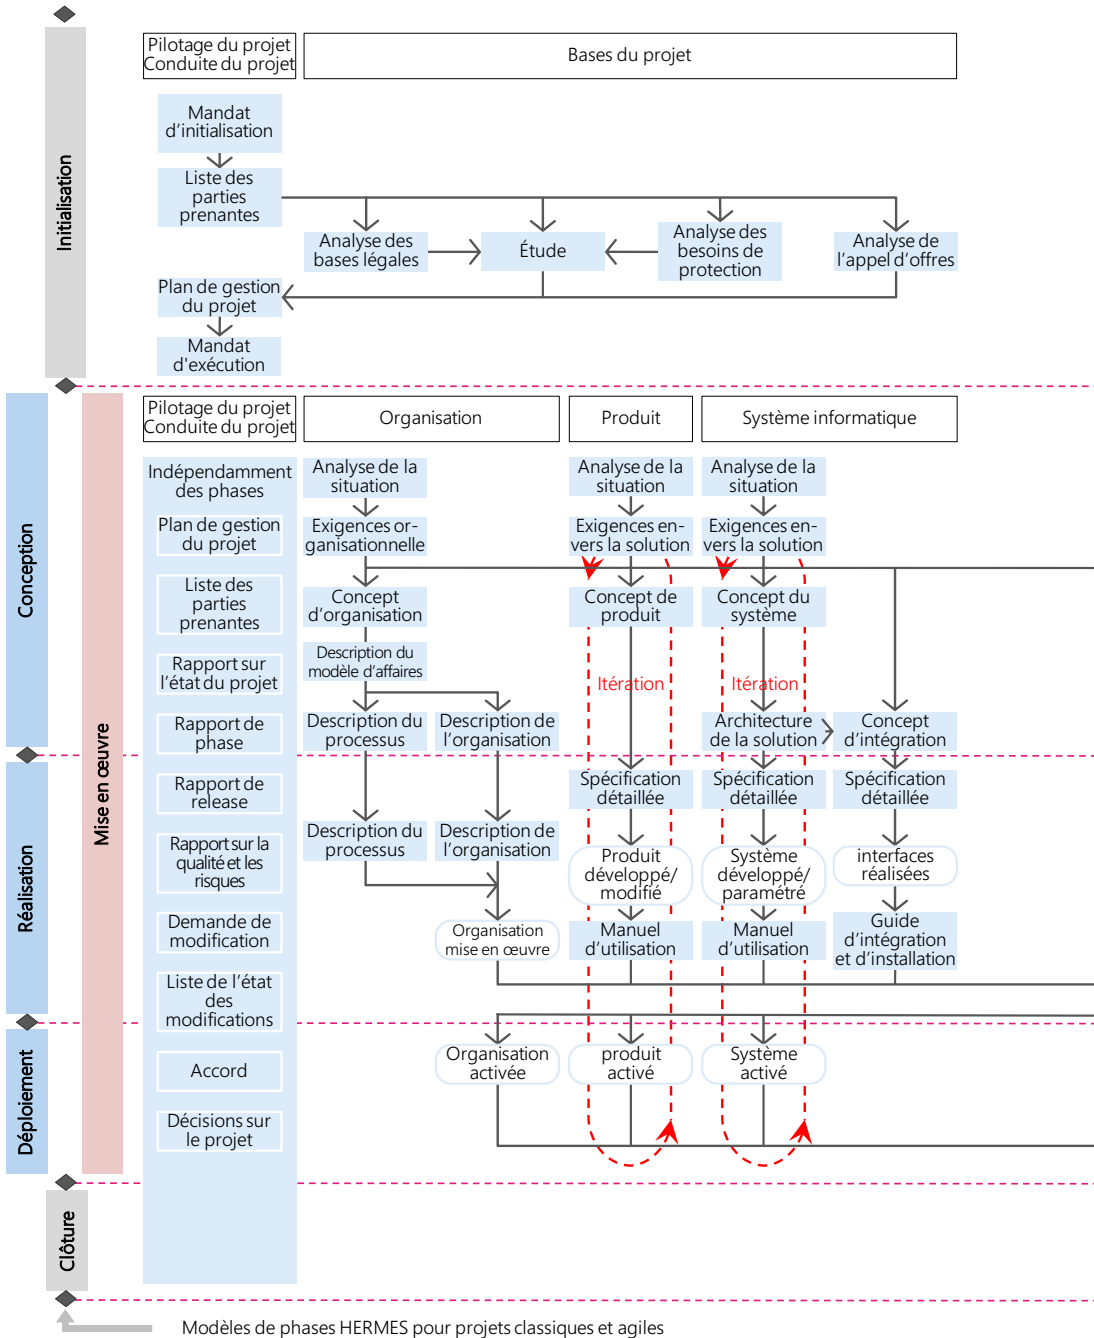 Initialisation
Pilotage du projet
Conduite du projet
Bases du projet
Mandat
d'initialisation
Liste des
parties
prenantes
Analyse des
bases légales
Étude
Analyse des
besoins de
protection
Analyse de
l'appel d'offres
Plan de gestion
du projet
Mandat
d'exécution
Conception
Réalisation
Déploiement
Mise en œuvre
Pilotage du projet
Conduite du projet
Organisation
Produit
Système informatique
Indépendamment
des phases
Plan de gestion
du projet
Liste des
parties
prenantes
Rapport sur
l'état du projet
Rapport de
phase
Rapport de
release
Rapport sur la
qualité et les
risques
Demande de
modification
Liste de l'état
des
modifications
Accord
Décisions sur
le projet
Analyse de la
situation
Analyse de la
situation
Analyse de la
situation
Exigences or-
ganisationnelle
Exigences en-
vers la solution
Exigences en-
vers la solution
Concept
d'organisation
Concept de
produit
Concept du
système
Description du
modèle d'affaires
Itération
Itération
Description du
processus
Description de
l'organisation
Architecture
de la solution
Concept
d'intégration
Spécification
détaillée
Spécification
détaillée
Spécification
détaillée
Description du
processus
Description de
l'organisation
Produit
développé/
modifié
Système
développé/
paramétré
interfaces
réalisées
Organisation
mise en œuvre
Manuel
d'utilisation
Manuel
d'utilisation
Guide
d'intégration
et d'installation
Organisation
activée
produit
activé
Système
activé
Clôture
Modèles de phases HERMES pour projets classiques et agiles